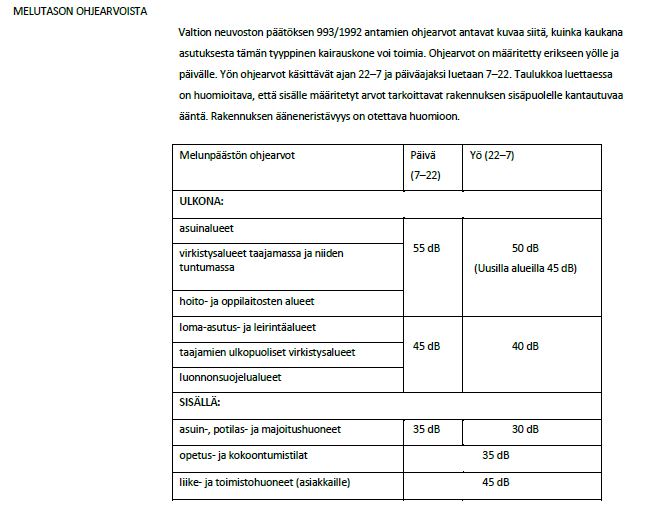 MELUTASON OHJEARVOISTA
Valtion neuvoston päätöksen 993/1992 antamien ohjearvot antavat kuvaa siitä, kuinka kaukana
asutuksesta tämän tyyppinen kairauskone voi toimia. Ohjearvot on määritetty erikseen yölle ja
päivälle. Yön ohjearvot käsittävät ajan 22–7 ja päiväajaksi luetaan 7–22. Taulukkoa luettaessa
on huomioitava, että sisälle määritetyt arvot tarkoittavat rakennuksen sisäpuolelle kantautuvaa
ääntä. Rakennuksen ääneneristävyys on otettava huomioon.
Melunpäästön ohjearvot
Päivä
(7–22)
Yö (22–7)
ULKONA:
asuinalueet
virkistysalueet taajamassa ja niiden
tuntumassa
hoito- ja oppilaitosten alueet
55 dB
50 dB
(Uusilla alueilla 45 dB)
loma-asutus- ja leirintäalueet
taajamien ulkopuoliset virkistysalueet
luonnonsuojelualueet
45 dB
40 dB
SISÄLLÄ:
asuin-, potilas- ja majoitushuoneet 35 dB 30 dB
opetus- ja kokoontumistilat 35 dB
liike- ja toimistohuoneet (asiakkaille) 45 dB